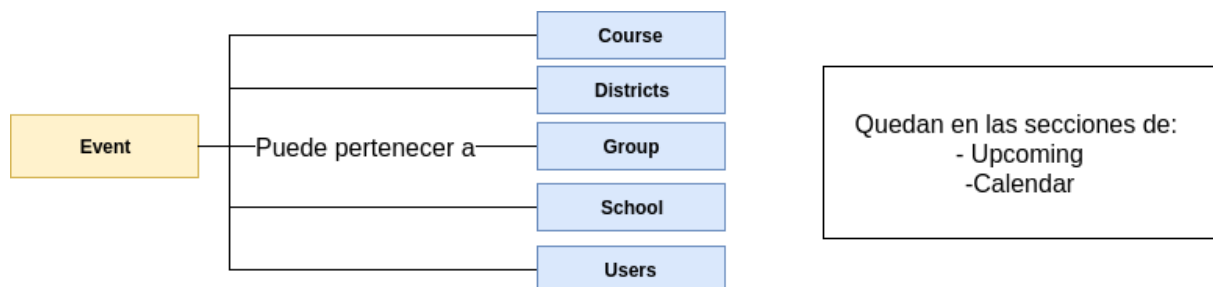 Course
Districts
Event
Puede pertenecer a
Group
School
Users
Quedan en las secciones de:
- Upcoming
-Calendar